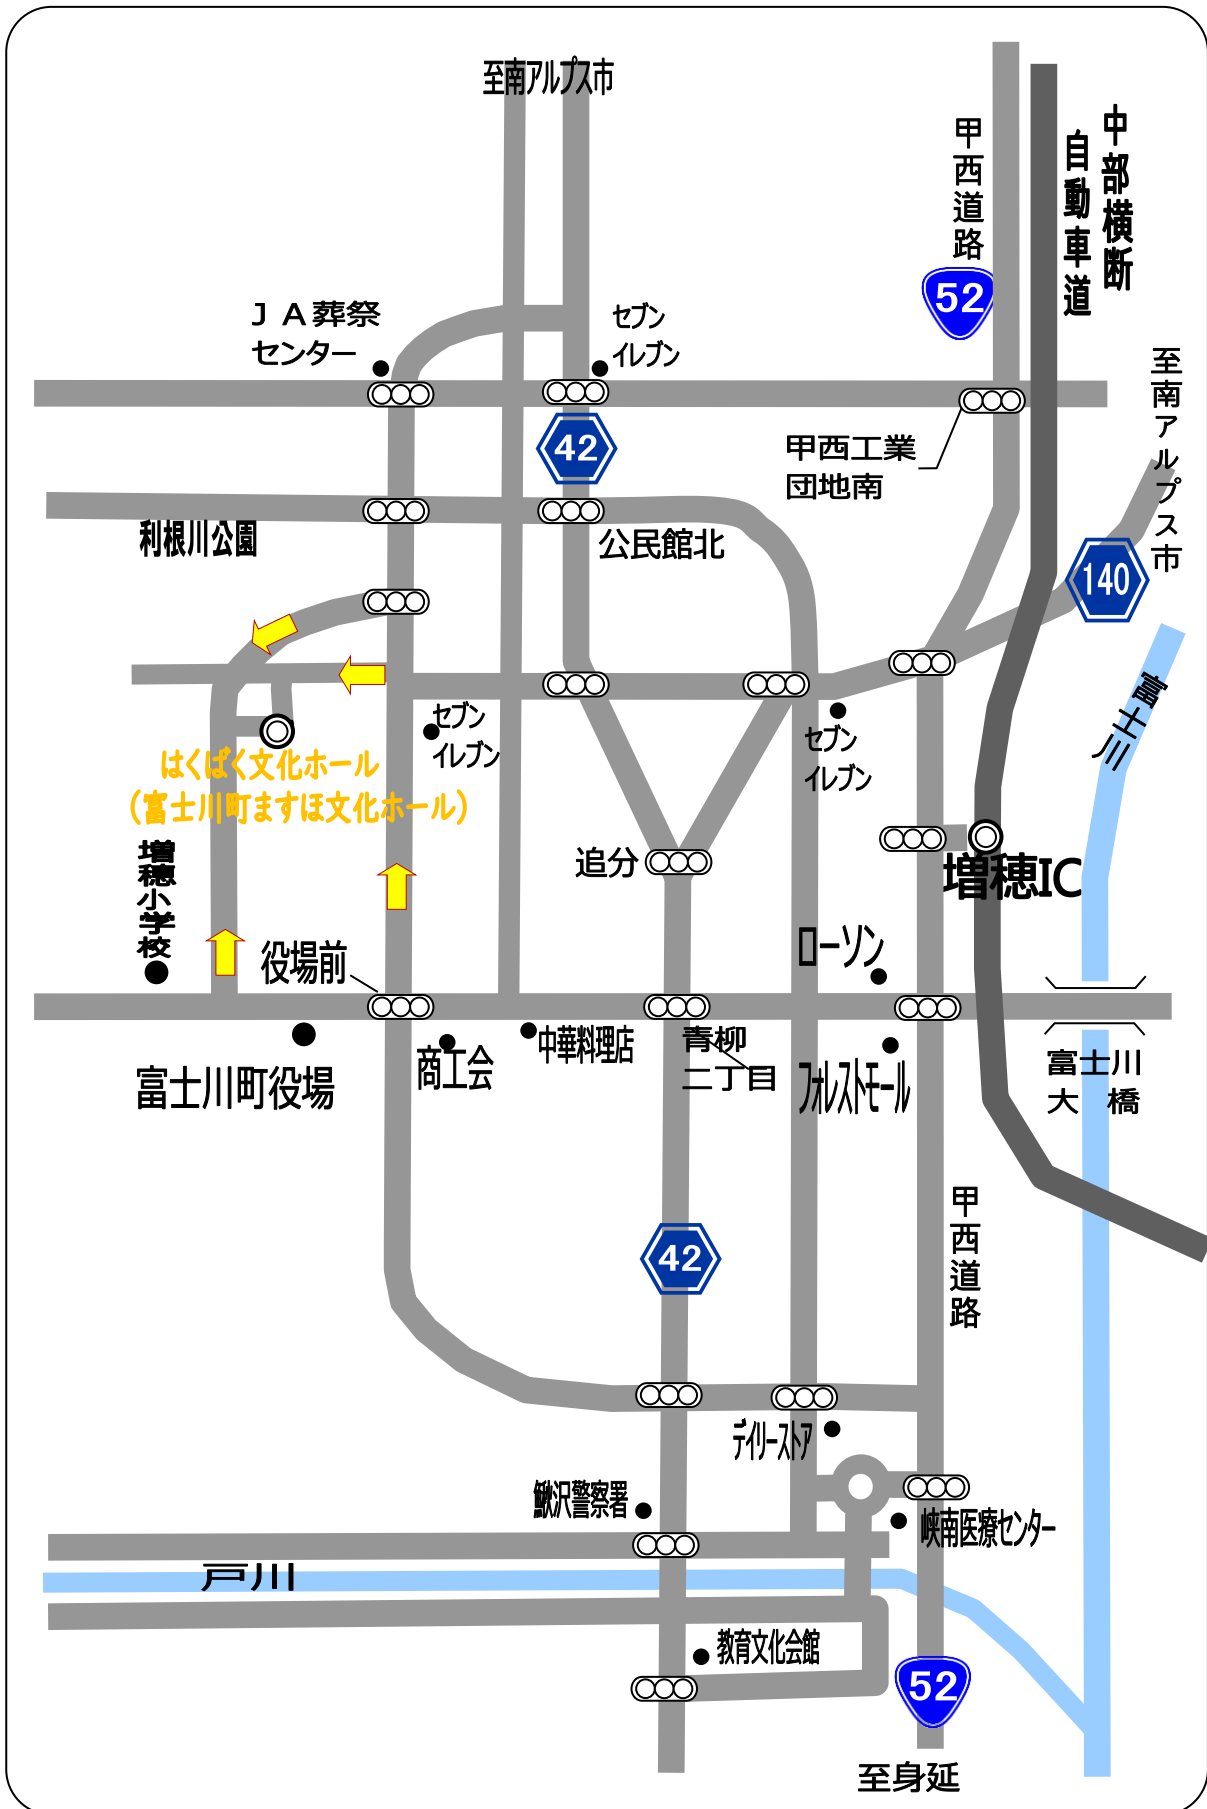 至南アルプス市
中部横断
自動車道
甲西道路
52
ＪＡ葬祭
センター
セブン
イレブン
至南アルプス市
42
甲西工業
団地南
利根川公園
公民館北
140
富士川
セブン
イレブン
セブン
イレブン
はくばく文化ホール
（富士川町ますほ文化ホール）
増穂小学校
追分
増穂IC
役場前
ローソン
富士川町役場
商工会
中華料理店
青柳
二丁目
フォレストモール
富士川
大橋
甲西道路
42
デイリーストア
鰍沢警察署
峡南医療センター
戸川
教育文化会館
52
至身延